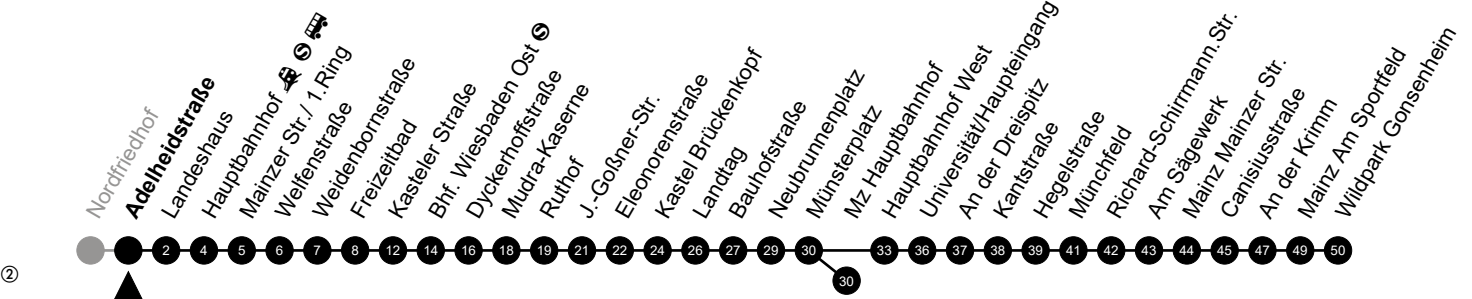 Nordfriedhof
Adelheidstraße
Landeshaus
Hauptbahnhof S
Mainzer Str./ 1.Ring
Welfenstraße
Weidenbornstraße
Freizeitbad
Kasteler Straße
Bhf. Wiesbaden Ost S
Dyckerhoffstraße
Mudra-Kaserne
Ruthof
J.-Goßner-Str.
Eleonorenstraße
Kastel Brückenkopf
Landtag
Bauhofstraße
Neubrunnenplatz
Münsterplatz
Mz Hauptbahnhof
Hauptbahnhof West
Universität/Haupteingang
An der Dreispitz
Kantstraße
Hegelstraße
Münchfeld
Richard-Schirrmann.Str.
Am Sägewerk
Mainz Mainzer Str.
Canisiusstraße
An der Krimm
Mainz Am Sportfeld
Wildpark Gonsenheim
2 4 5 6 7 8 12 14 16 18 19 21 22 24 26 27 29 30 33 36 37 38 39 41 42 43 44 45 47 49 50
②
30